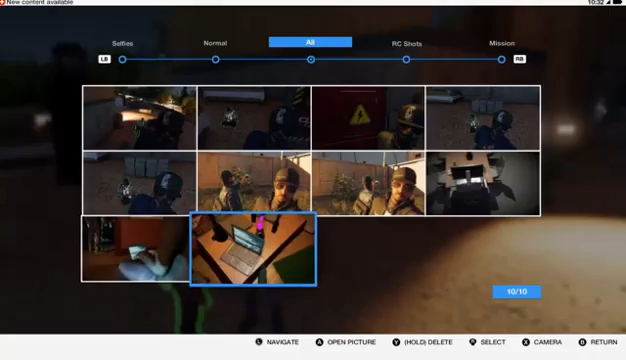 New content available
10:32
Selfies
Normal
All
RC Shots
Mission
LB
RB
10/10
L NAVIGATE
A OPEN PICTURE
Y (HOLD) DELETE
SELECT
X CAMERA
B RETURN